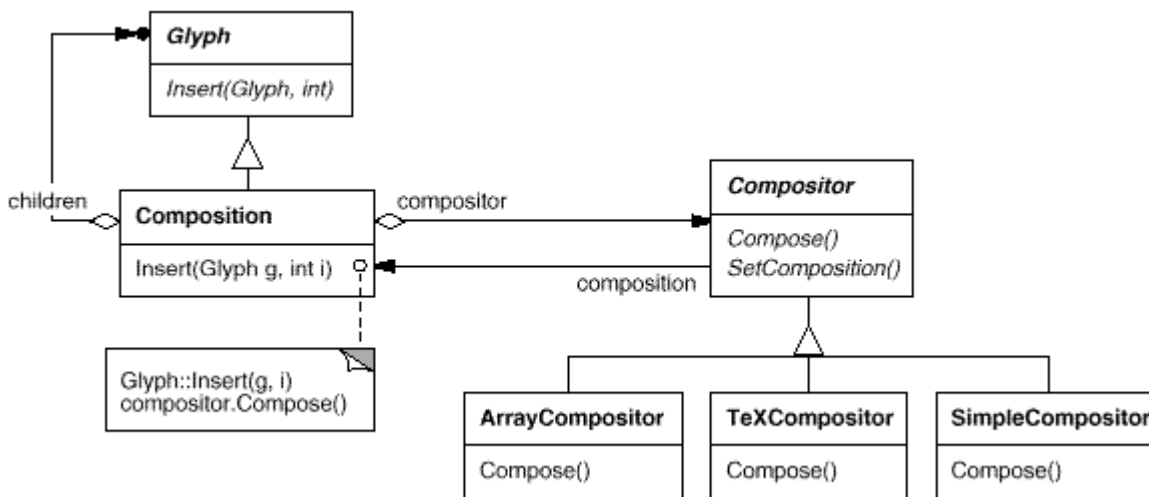 Glyph
Insert(Glyph, int)
children
Composition
Insert(Glyph g, int i)
compositor
composition
Compositor
Compose()
SetComposition()
Glyph::Insert(g, i)
compositor.Compose()
ArrayCompositor
Compose()
TeXCompositor
Compose()
SimpleCompositor
Compose()